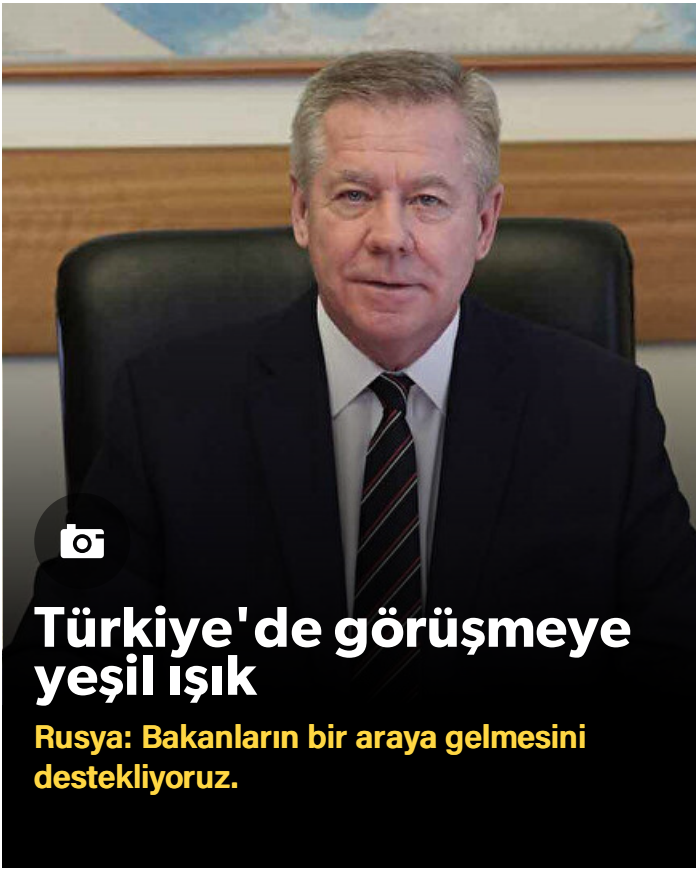 Türkiye'de görüşmeye
yeşil ışık
Rusya: Bakanların bir araya gelmesini
destekliyoruz.